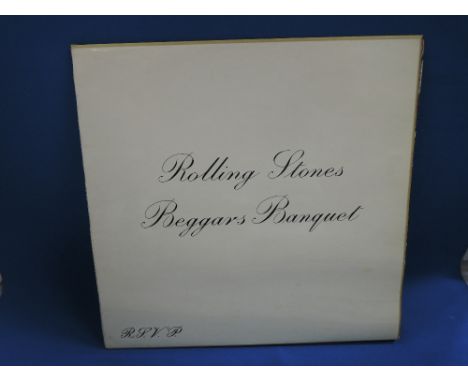 Rolling Stones
Beggars Banquet
R.S.V.P.